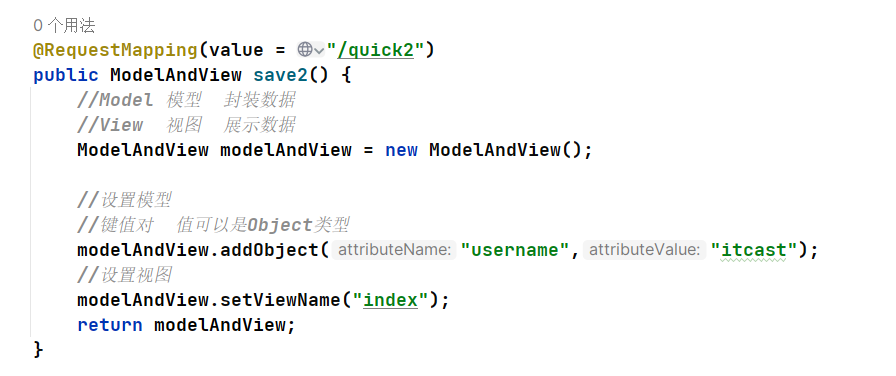 0 个用法
@RequestMapping(value = "/quick2")
public ModelAndView save2() {
//Model 模型  封装数据
//View  视图  展示数据
ModelAndView modelAndView = new ModelAndView();
//设置模型
//键值对  值可以是Object类型
modelAndView.addObject( attributeName: "username", attributeValue: "itcast");
//设置视图
modelAndView.setViewName("index");
return modelAndView;
}